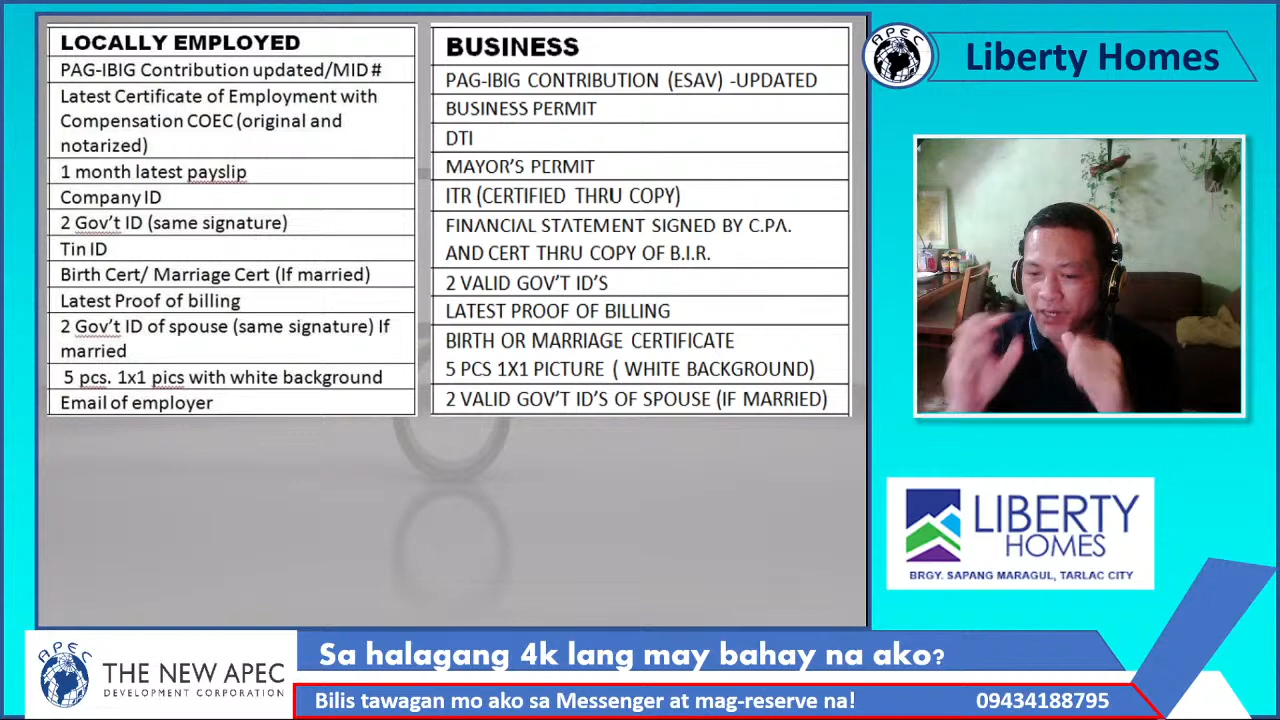 LOCALLY EMPLOYED
PAG-IBIG Contribution updated/MID #
Latest Certificate of Employment with
Compensation COEC (original and
notarized)
1 month latest payslip
Company ID
2 Gov’t ID (same signature)
Tin ID
Birth Cert/ Marriage Cert (If married)
Latest Proof of billing
2 Gov’t ID of spouse (same signature) If
married
5 pcs. 1x1 pics with white background
Email of employer
BUSINESS
PAG-IBIG CONTRIBUTION (ESAV) -UPDATED
BUSINESS PERMIT
DTI
MAYOR’S PERMIT
ITR (CERTIFIED THRU COPY)
FINANCIAL STATEMENT SIGNED BY C.PA.
AND CERT THRU COPY OF B.I.R.
2 VALID GOV’T ID’S
LATEST PROOF OF BILLING
BIRTH OR MARRIAGE CERTIFICATE
5 PCS 1X1 PICTURE ( WHITE BACKGROUND)
2 VALID GOV’T ID’S OF SPOUSE (IF MARRIED)
APEC
Liberty Homes
LIBERTY
HOMES
BRGY. SAPANG MARAGUL, TARLAC CITY
APEC
THE NEW APEC
DEVELOPMENT CORPORATION
Sa halagang 4k lang may bahay na ako?
Bilis tawagan mo ako sa Messenger at mag-reserve na! 09434188795